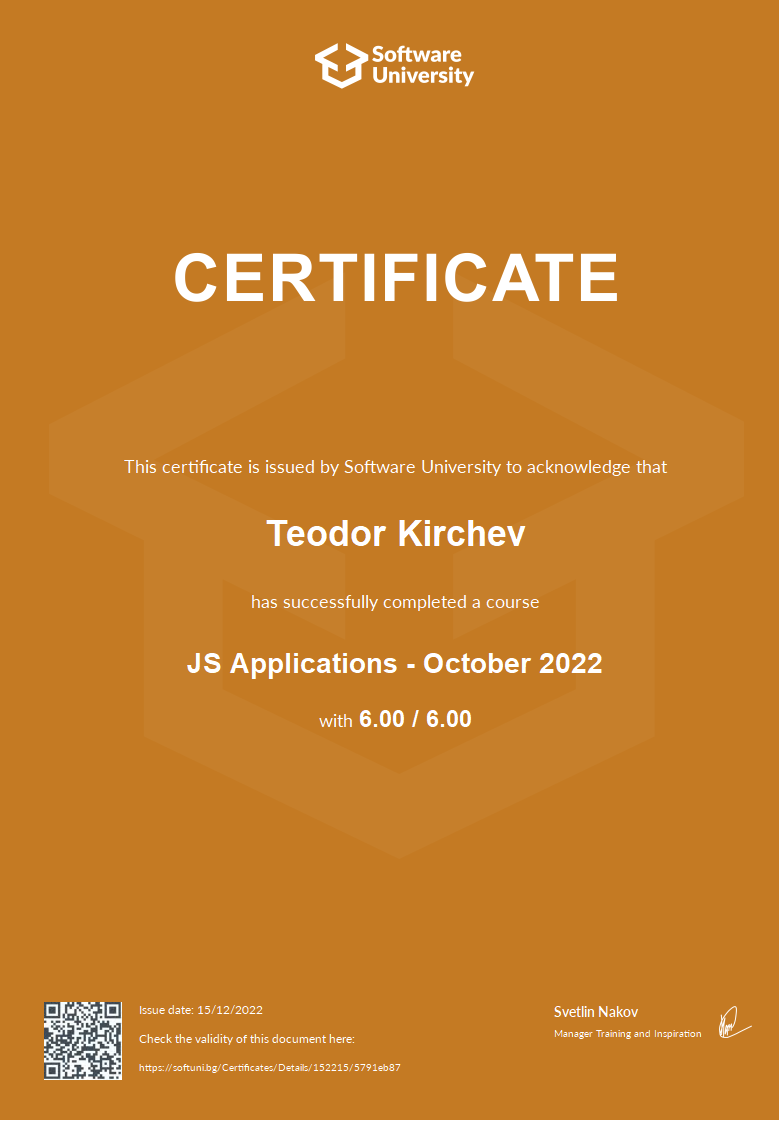 Software
University
CERTIFICATE
This certificate is issued by Software University to acknowledge that
Teodor Kirchev
has successfully completed a course
JS Applications - October 2022
with 6.00 / 6.00
Issue date: 15/12/2022
Check the validity of this document here:
https://softuni.bg/Certificates/Details/152215/5791eb87
Svetlin Nakov
Manager Training and Inspiration